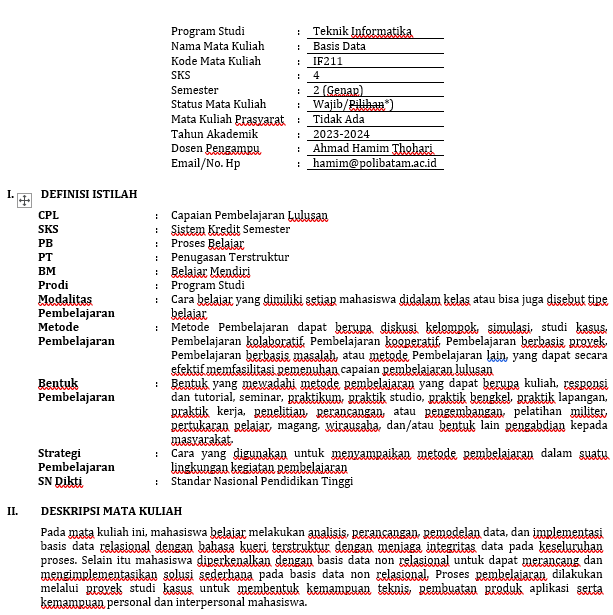 Program Studi : Teknik Informatika
Nama Mata Kuliah : Basis Data
Kode Mata Kuliah : IF211
SKS : 4
Semester : 2 (Genap)
Status Mata Kuliah : Wajib/Pilihan*)
Mata Kuliah Prasyarat : Tidak Ada
Tahun Akademik : 2023-2024
Dosen Pengampu : Ahmad Hamim Thohari
Email/No. Hp : hamim@polibatam.ac.id
I. DEFINISI ISTILAH
CPL : Capaian Pembelajaran Lulusan
SKS : Sistem Kredit Semester
PB : Proses Belajar
PT : Penugasan Terstruktur
BM : Belajar Mendiri
Prodi : Program Studi
Modalitas : Cara belajar yang dimiliki setiap mahasiswa didalam kelas atau bisa juga disebut tipe
Pembelajaran belajar
Metode : Metode Pembelajaran dapat berupa diskusi kelompok, simulasi, studi kasus,
Pembelajaran Pembelajaran kolaboratif, Pembelajaran kooperatif, Pembelajaran berbasis proyek,
Pembelajaran berbasis masalah, atau metode Pembelajaran lain, yang dapat secara
efektif memfasilitasi pemenuhan capaian pembelajaran lulusan
Bentuk : Bentuk yang mewadahi metode pembelajaran yang dapat berupa kuliah, responsi
Pembelajaran dan tutorial, seminar, praktikum, praktik studio, praktik bengkel, praktik lapangan,
praktik kerja, penelitian, perancangan, atau pengembangan, pelatihan militer,
pertukaran pelajar, magang, wirausaha, dan/atau bentuk lain pengabdian kepada
masyarakat.
Strategi : Cara yang digunakan untuk menyampaikan metode pembelajaran dalam suatu
Pembelajaran lingkungan kegiatan pembelajaran
SN Dikti : Standar Nasional Pendidikan Tinggi
II. DESKRIPSI MATA KULIAH
Pada mata kuliah ini, mahasiswa belajar melakukan analisis, perancangan, pemodelan data, dan implementasi
basis data relasional dengan bahasa kueri terstruktur dengan menjaga integritas data pada keseluruhan
proses. Selain itu mahasiswa diperkenalkan dengan basis data non relasional untuk dapat merancang dan
mengimplementasikan solusi sederhana pada basis data non relasional, Proses pembelajaran dilakukan
melalui proyek studi kasus untuk membentuk kemampuan teknis, pembuatan produk aplikasi serta
kemampuan personal dan interpersonal mahasiswa.